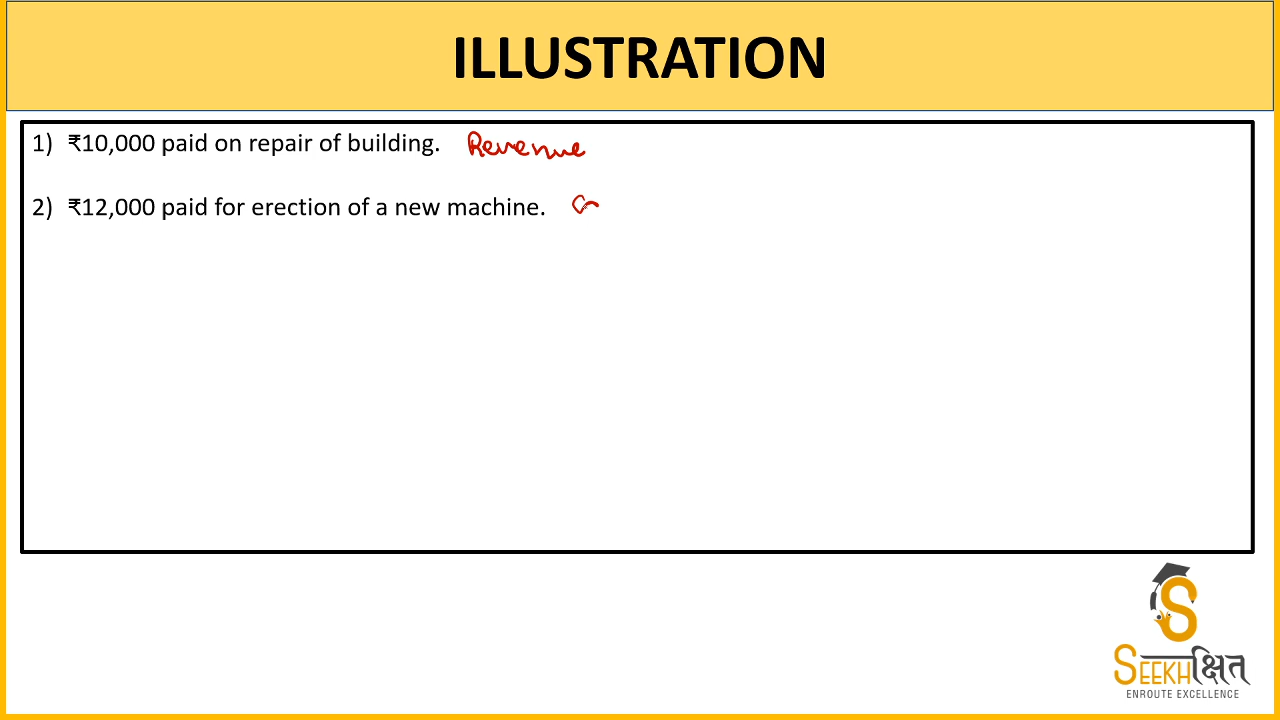 ILLUSTRATION
1) ₹10,000 paid on repair of building. Revenue
2) ₹12,000 paid for erection of a new machine.
SEEKHक्षित
ENROUTE EXCELLENCE